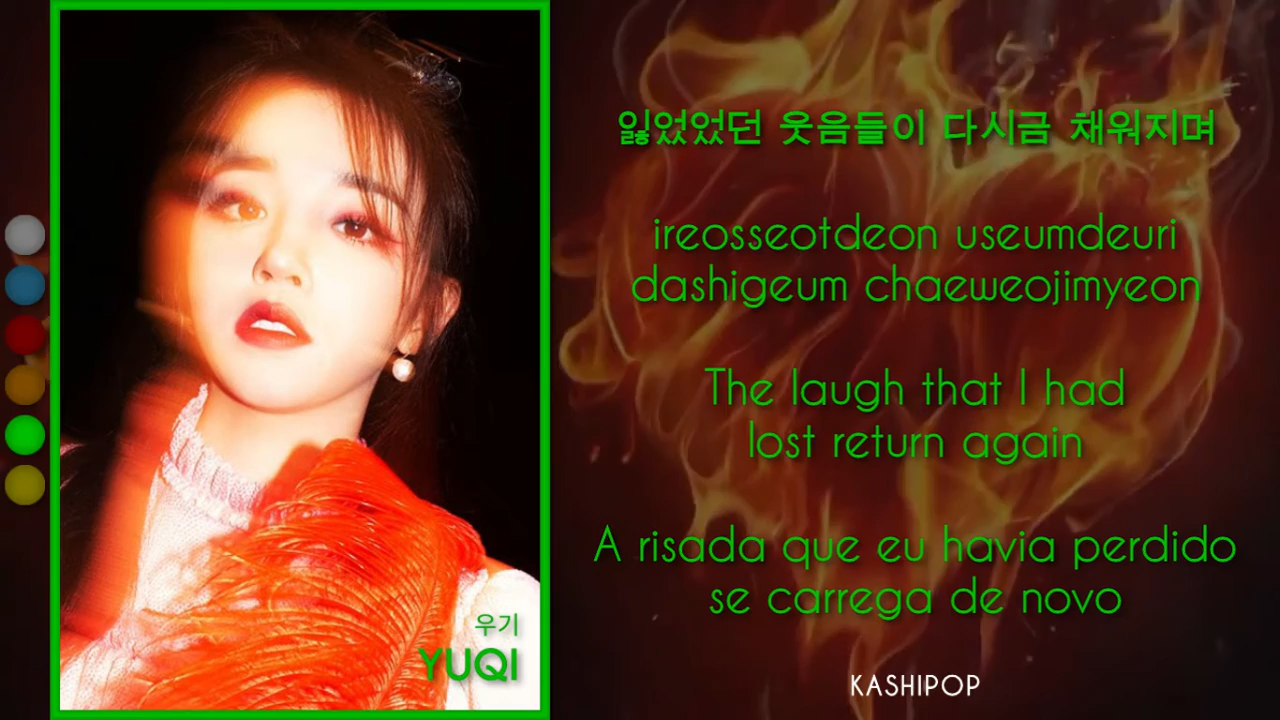 우기
YUQI
잃었었던 웃음들이 다시금 채워지며
ireosseotdeon useumdeuri
dashigeum chaeweojimyeon
The laugh that I had
lost return again
A risada que eu havia perdido
se carrega de novo
KASHIPOP